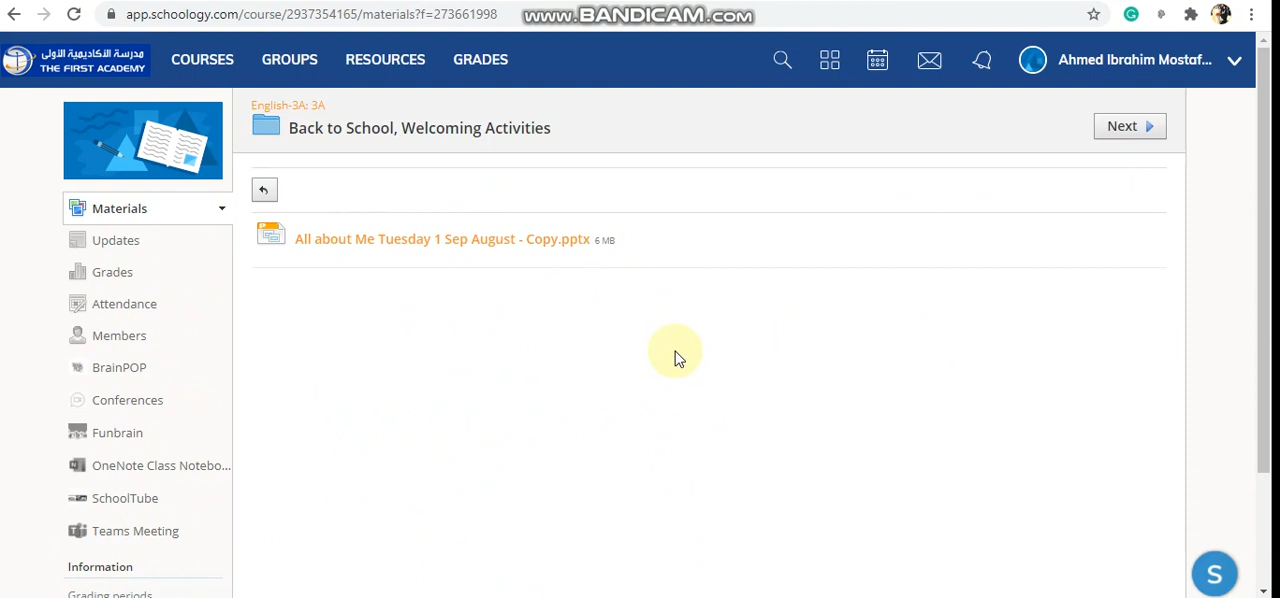 app.schoology.com/course/2937354165/materials?f=273661998
www.BANDICAM.com
مدرسة الأكاديمية الأولى
THE FIRST ACADEMY
COURSES
GROUPS
RESOURCES
GRADES
Ahmed Ibrahim Mostaf...
English-3A: 3A
Back to School, Welcoming Activities
Next
Materials
All about Me Tuesday 1 Sep August - Copy.pptx 6 MB
Updates
Grades
Attendance
Members
BrainPOP
Conferences
Funbrain
OneNote Class Notebo...
SchoolTube
Teams Meeting
Information
Grading periods
S